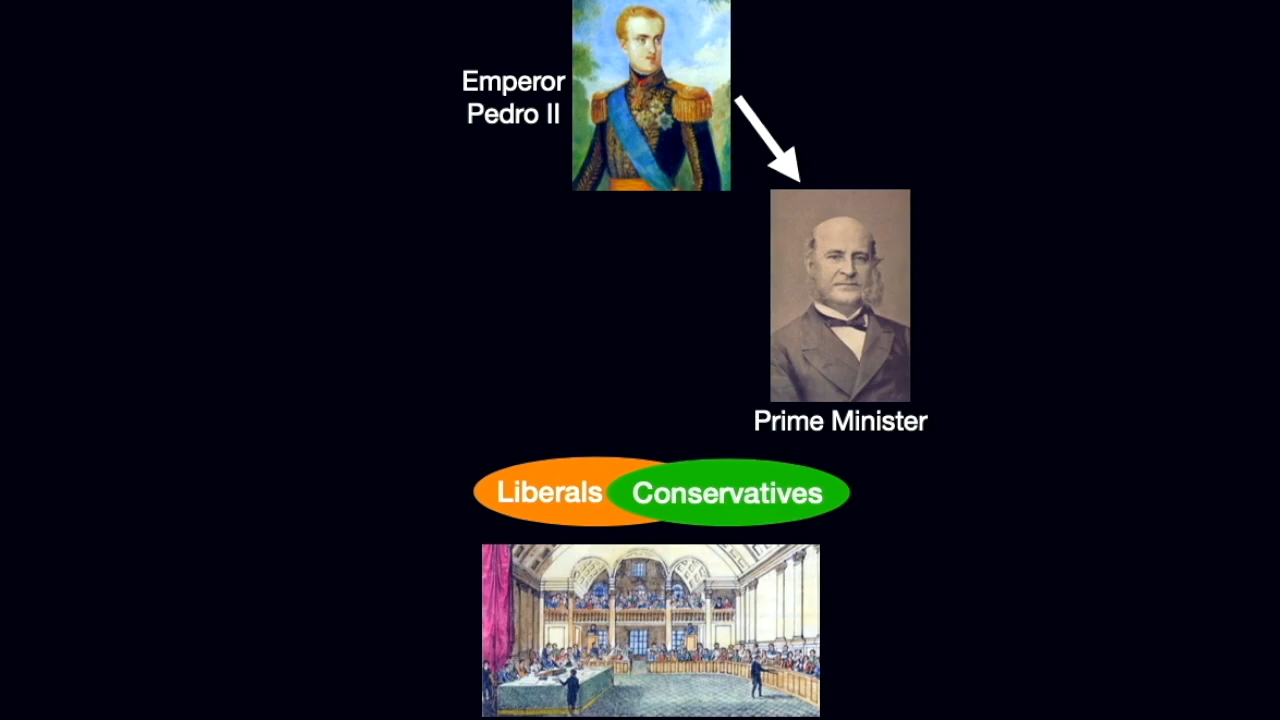 Emperor
Pedro II
Prime Minister
Liberals
Conservatives